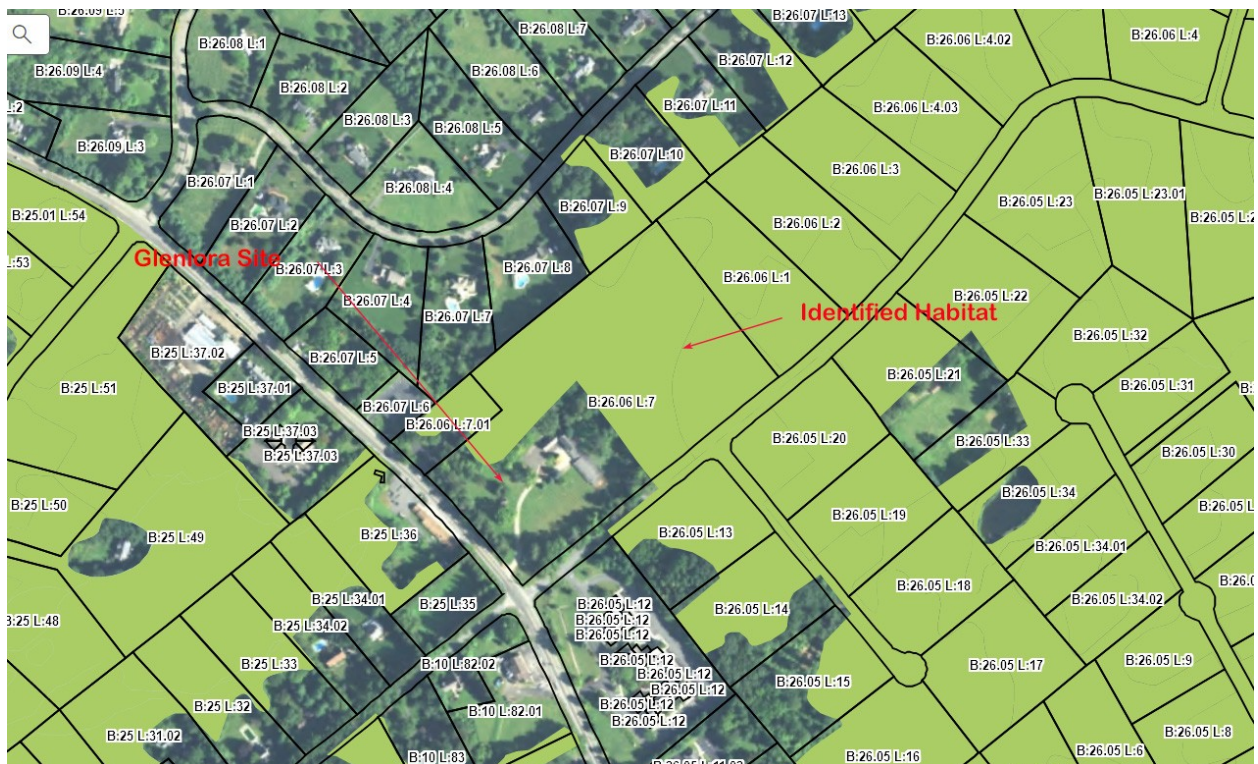 B:26.09 L:5
B:26.08 L:1
B:26.08 L:7
B:26.07 L:13
B:26.06 L:4.02
B:26.06 L:4
B:26.09 L:4
B:26.08 L:2
B:26.08 L:6
B:26.07 L:12
L:2
B:26.08 L:3
B:26.08 L:5
B:26.07 L:11
B:26.06 L:4.03
B:26.09 L:3
B:26.07 L:10
B:26.06 L:3
B:26.07 L:1
B:26.08 L:4
B:26.05 L:23.01
B:25.01 L:54
B:26.07 L:2
B:26.07 L:9
B:26.06 L:2
B:26.05 L:23
B:26.05 L:2
L:53
Glenlora Site
B:26.07 L:3
B:26.07 L:8
B:26.06 L:1
B:26.07 L:4
B:26.05 L:22
B:26.07 L:7
Identified Habitat
B:26.05 L:32
B:25 L:37.02
B:26.07 L:5
B:26.05 L:21
B:25 L:51
B:25 L:37.01
B:26.05 L:31
B:26.07 L:6
B:26.06 L:7
B:26.06 L:7.01
B:25 L:37.03
B:26.05 L:20
B:26.05 L:33
B:25 L:37.03
B:26.05 L:30
B:26.05 L:34
B:25 L:50
B:26.05 L:19
B:25 L:49
B:25 L:36
B:26.05 L:13
B:26.05 L:34.01
B:26.05 L:18
B:25 L:34.01
B:25 L:35
B:26.05 L:12
B:26.05 L:14
B:26.05 L:34.02
B:25 L:48
B:25 L:34.02
B:26.05 L:12
B:26.05 L:12
B:25 L:33
B:10 L:82.02
B:26.05 L:12
B:26.05 L:12
B:26.05 L:12
B:26.05 L:15
B:26.05 L:17
B:26.05 L:9
B:25 L:32
B:10 L:82.01
B:26.05 L:12
B:26.05 L:12
B:25 L:31.02
B:26.05 L:8
B:10 L:83
B:26.05 L:16
B:26.05 L:6